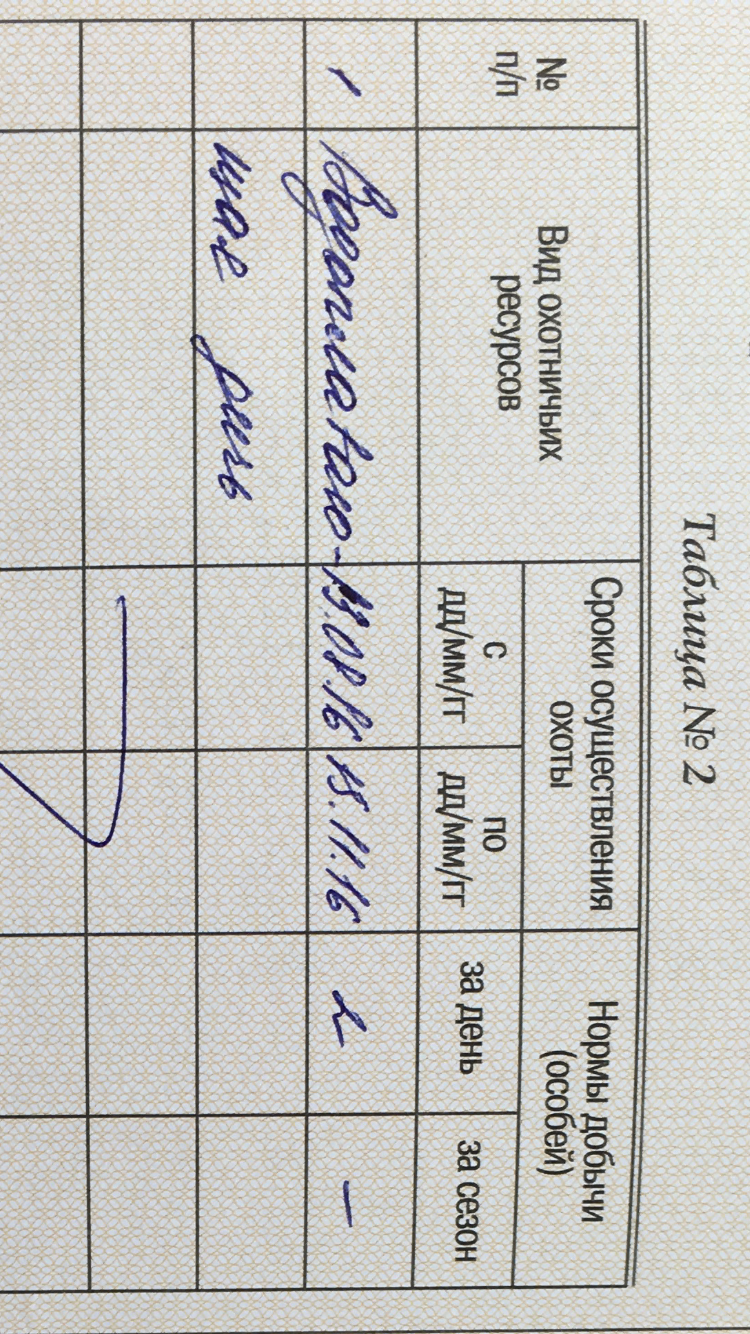 Таблица № 2
№ п/п
Вид охотничьих ресурсов
Сроки осуществления охоты
Нормы добычи (особей)
с дд/мм/гг
по дд/мм/гг
за день
за сезон
1 13.08.16 15.11.16 2 –